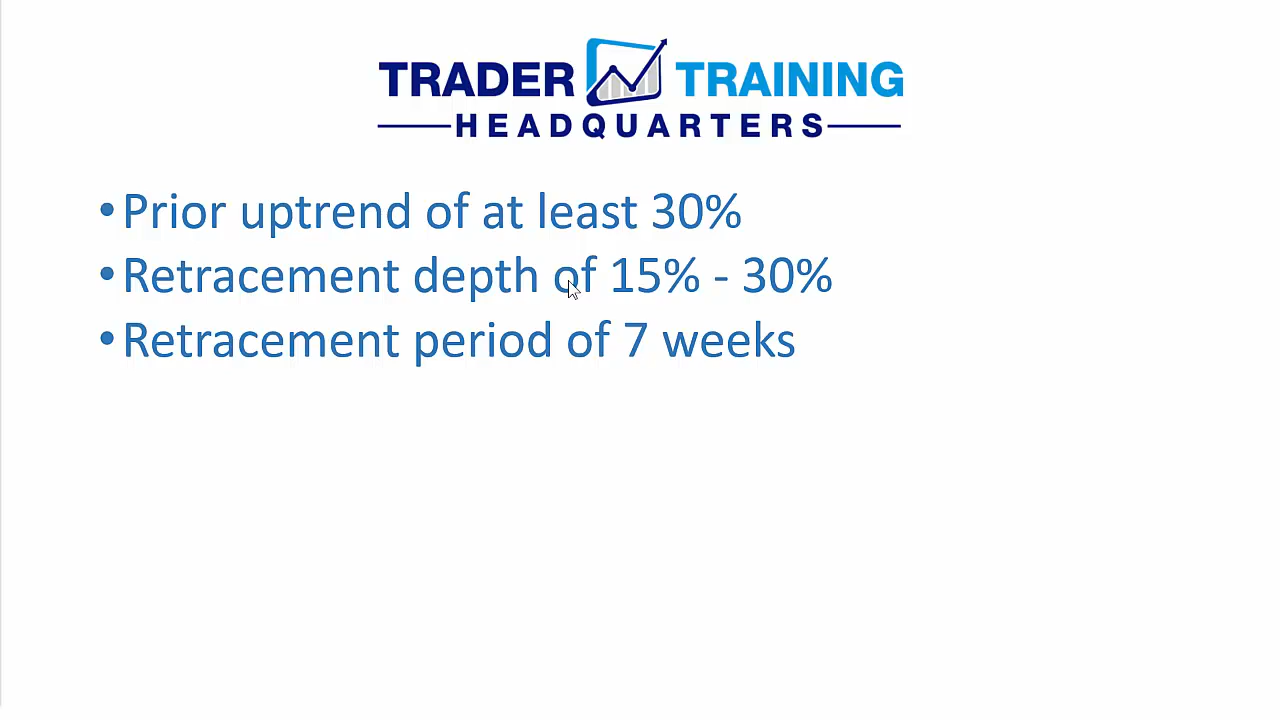 TRADER TRAINING
HEADQUARTERS
• Prior uptrend of at least 30%
• Retracement depth of 15% - 30%
• Retracement period of 7 weeks